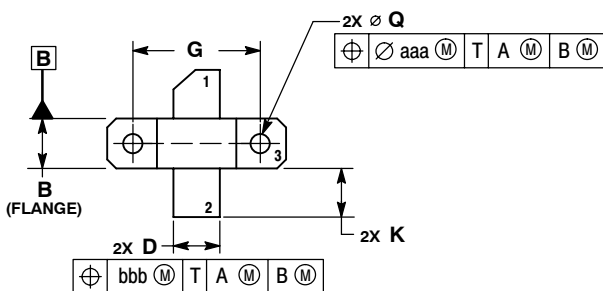 2X ⌀ Q
⌖ ⌀ aaa Ⓜ T A Ⓜ B Ⓜ
G
B
1
3
B
(FLANGE)
2
2X K
2X D
⌖ bbb Ⓜ T A Ⓜ B Ⓜ